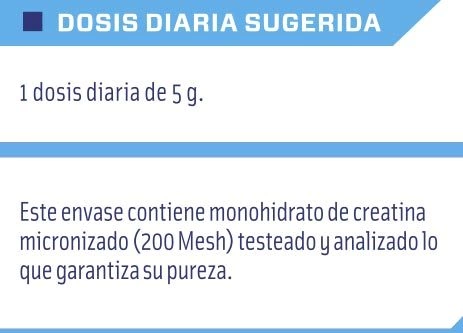 DOSIS DIARIA SUGERIDA
1 dosis diaria de 5 g.
Este envase contiene monohidrato de creatina
micronizado (200 Mesh) testeado y analizado lo
que garantiza su pureza.